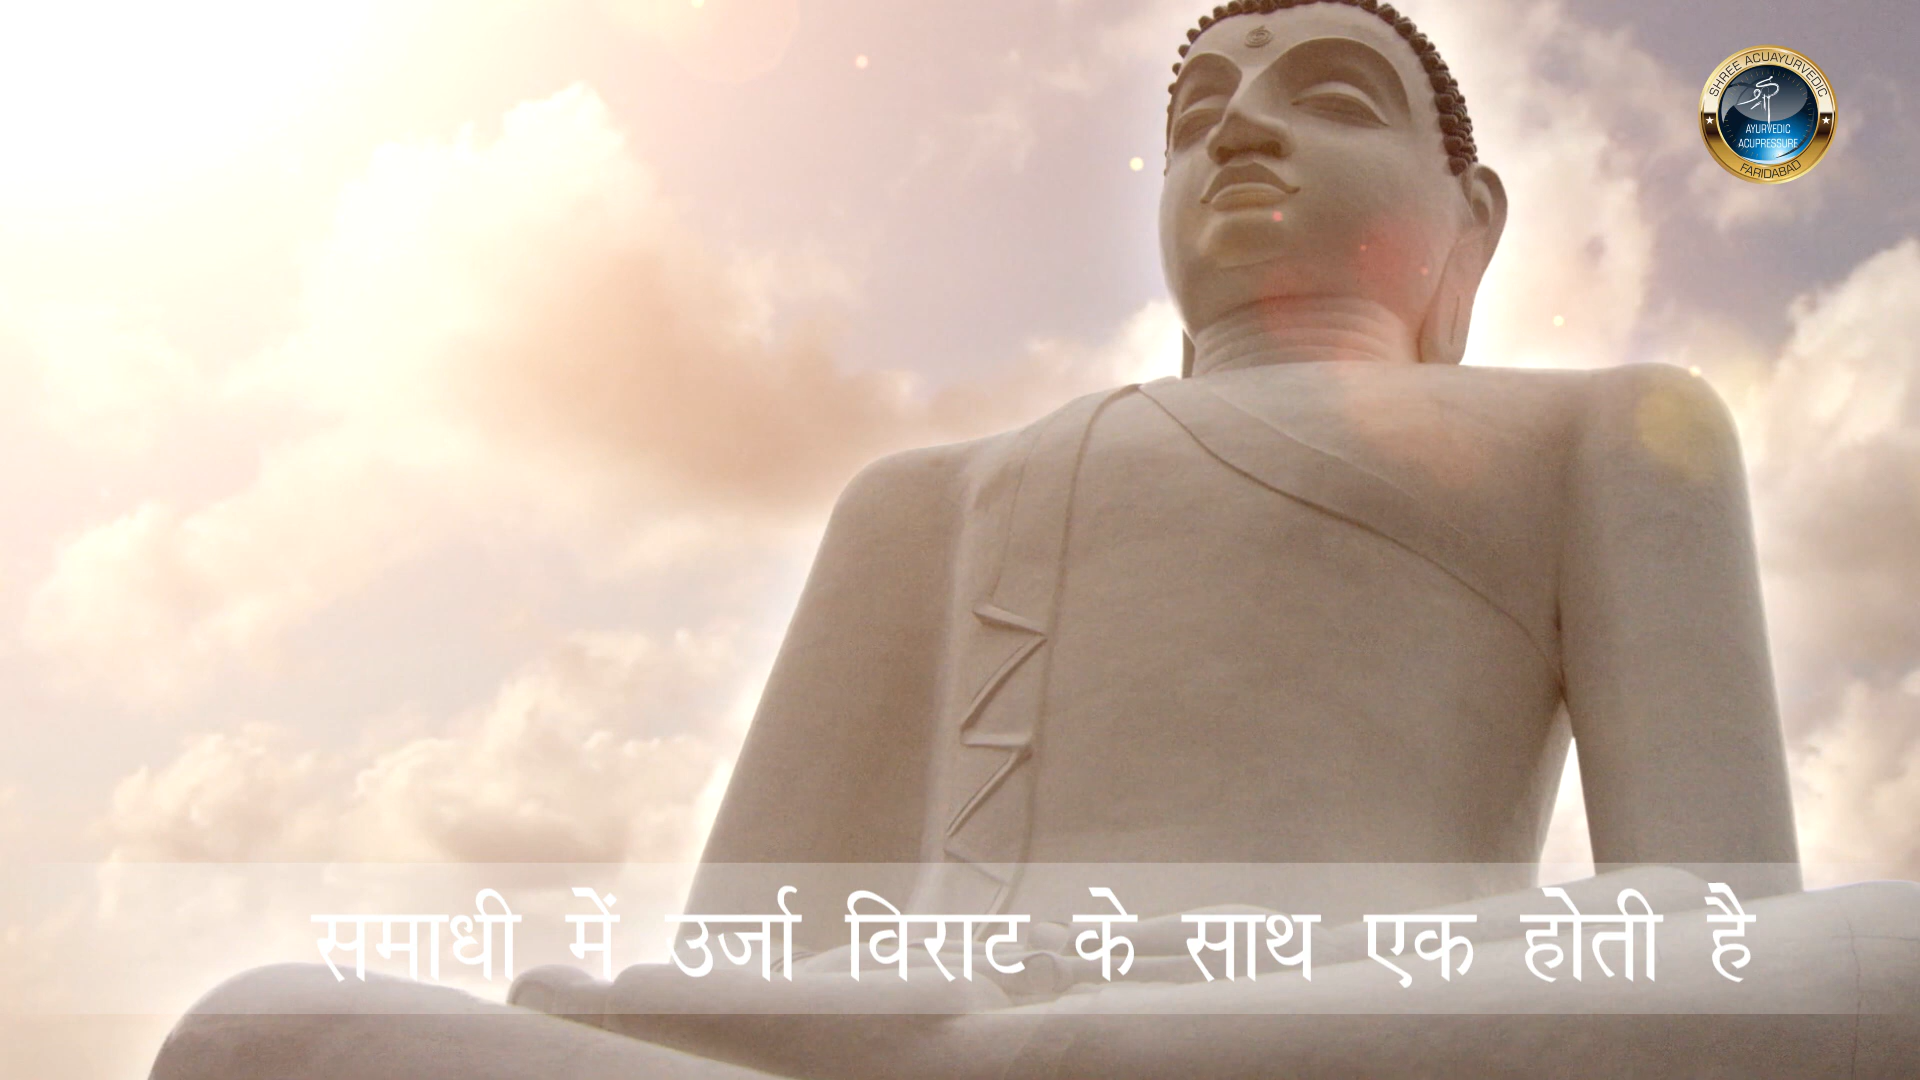 SHREE ACUAYURVEDIC
श्री
AYURVEDIC
ACUPRESSURE
FARIDABAD
समाधी में उर्जा विराट के साथ एक होती है